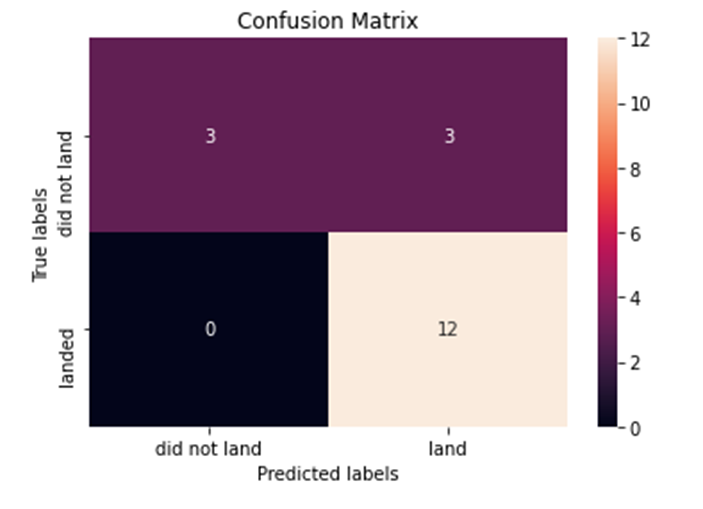 Confusion Matrix
True labels
did not land
landed
3
3
0
12
did not land
land
Predicted labels
12
10
8
6
4
2
0